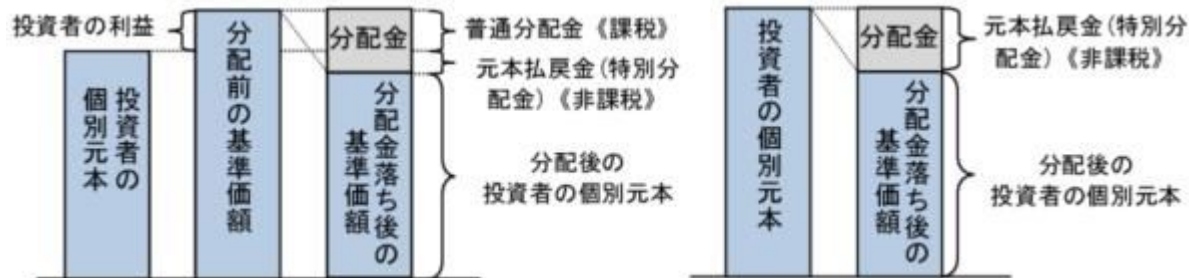 投資者の利益
投資者の
個別元本
分配前の基準価額
分配金
分配金落ち後の
基準価額
普通分配金《課税》
元本払戻金(特別分
配金)《非課税》
分配後の
投資者の個別元本
投資者の個別元本
分配金
分配金落ち後の
基準価額
元本払戻金(特別分
配金)《非課税》
分配後の
投資者の個別元本